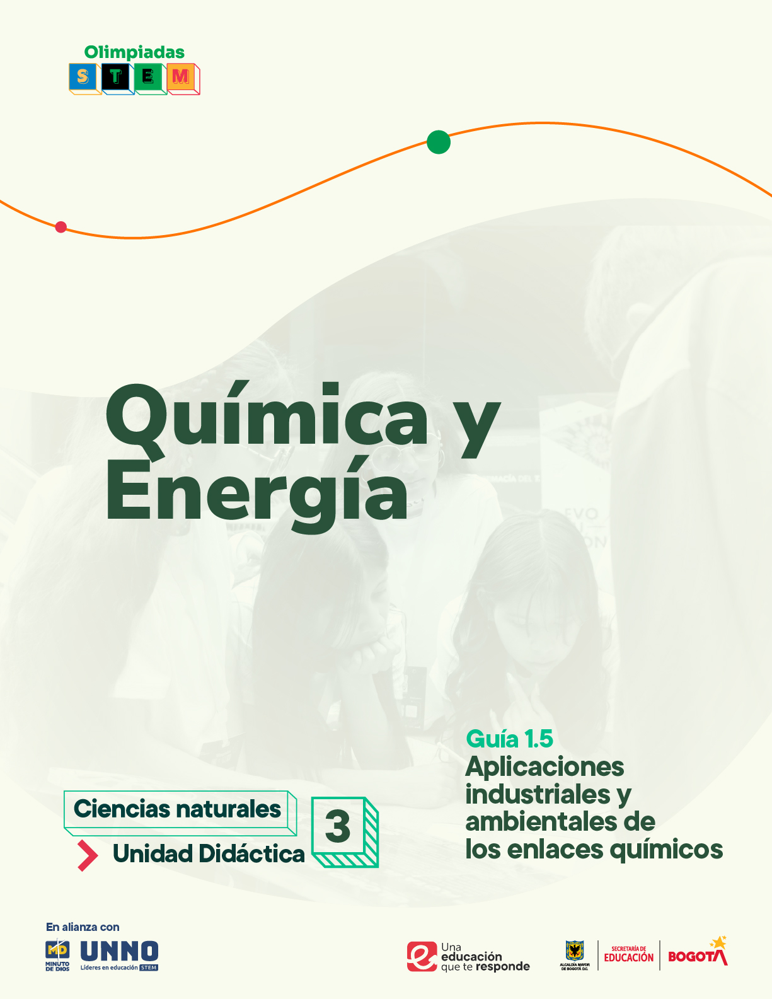 Olimpiadas
STEM
Química y
Energía
EVO
Guía 1.5
Aplicaciones
industriales y
ambientales de
los enlaces químicos
Ciencias naturales
3
Unidad Didáctica
En alianza con
MD
MINUTO
DE DIOS
UNNO
Líderes en educación STEM
e
Una
educación
que te responde
ALCALDÍA MAYOR
DE BOGOTÁ D.C.
SECRETARÍA DE
EDUCACIÓN
BOGOTÁ